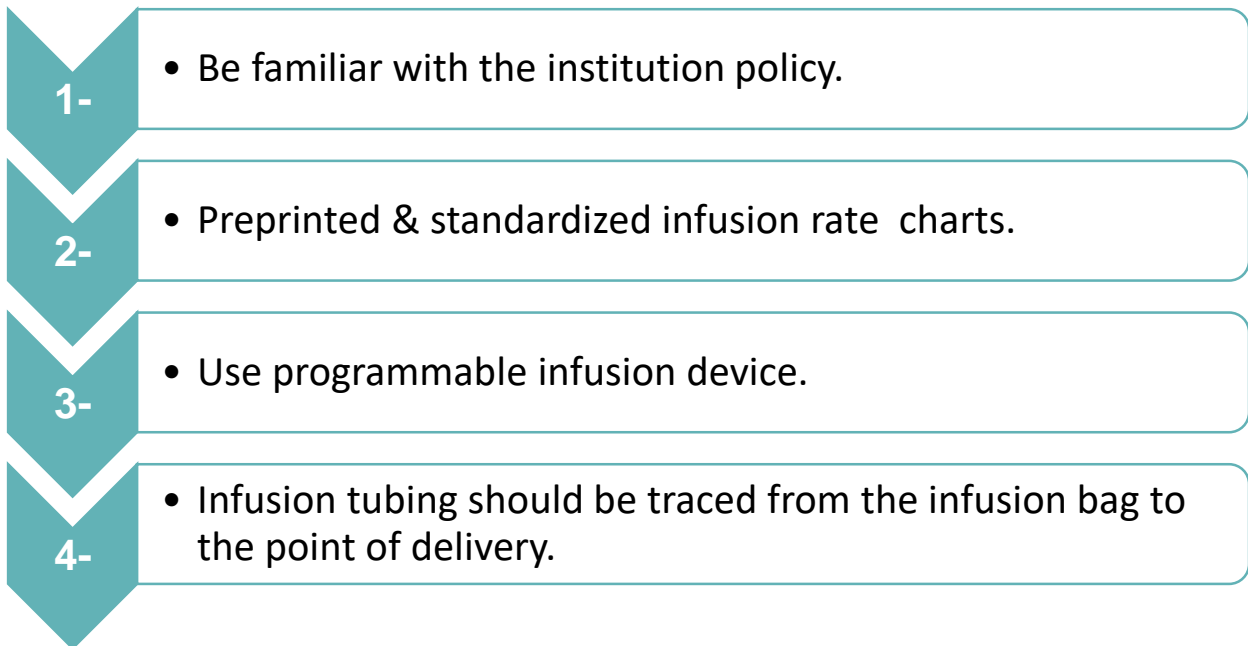 1-
• Be familiar with the institution policy.
2-
• Preprinted & standardized infusion rate  charts.
3-
• Use programmable infusion device.
4-
• Infusion tubing should be traced from the infusion bag to
the point of delivery.